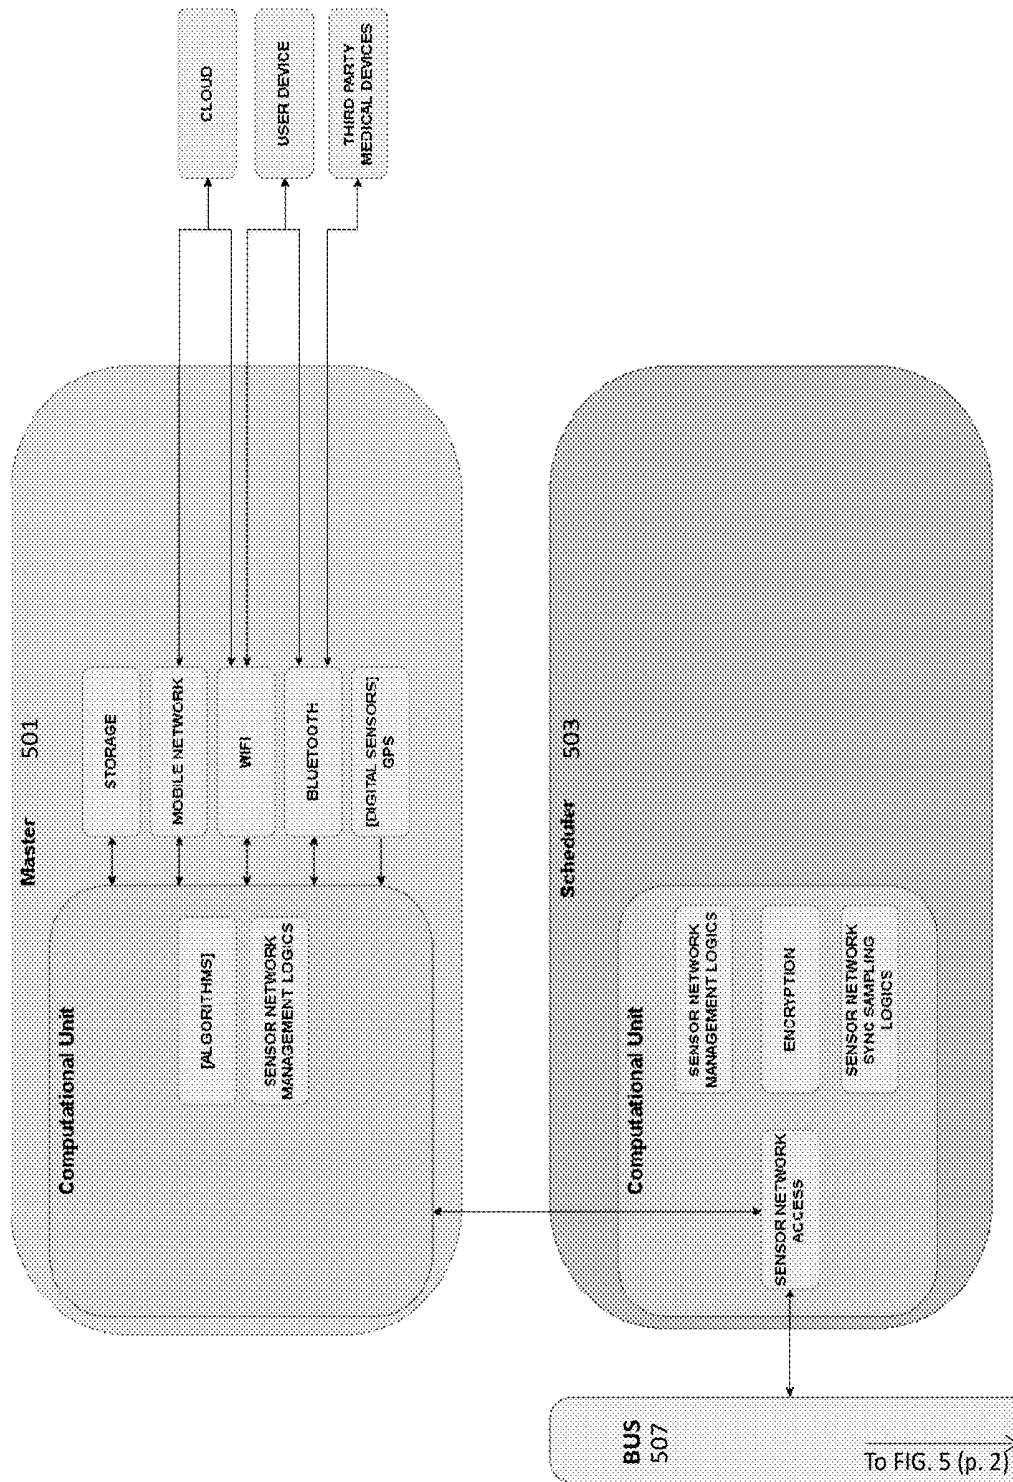 CLOUD
USER DEVICE
THIRD PARTY
MEDICAL DEVICES
Master 501
STORAGE
MOBILE NETWORK
WIFI
BLUETOOTH
[DIGITAL SENSORS]
GPS
Computational Unit
[ALGORITHMS]
SENSOR NETWORK
MANAGEMENT LOGICS
Scheduler 503
Computational Unit
SENSOR NETWORK
MANAGEMENT LOGICS
ENCRYPTION
SENSOR NETWORK
SYNC SAMPLING
LOGICS
SENSOR NETWORK
ACCESS
BUS
507
To FIG. 5 (p. 2)